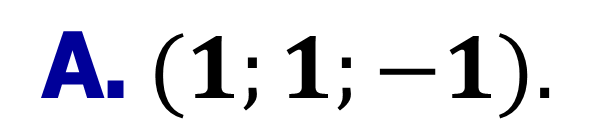 A. (1; 1; −1).